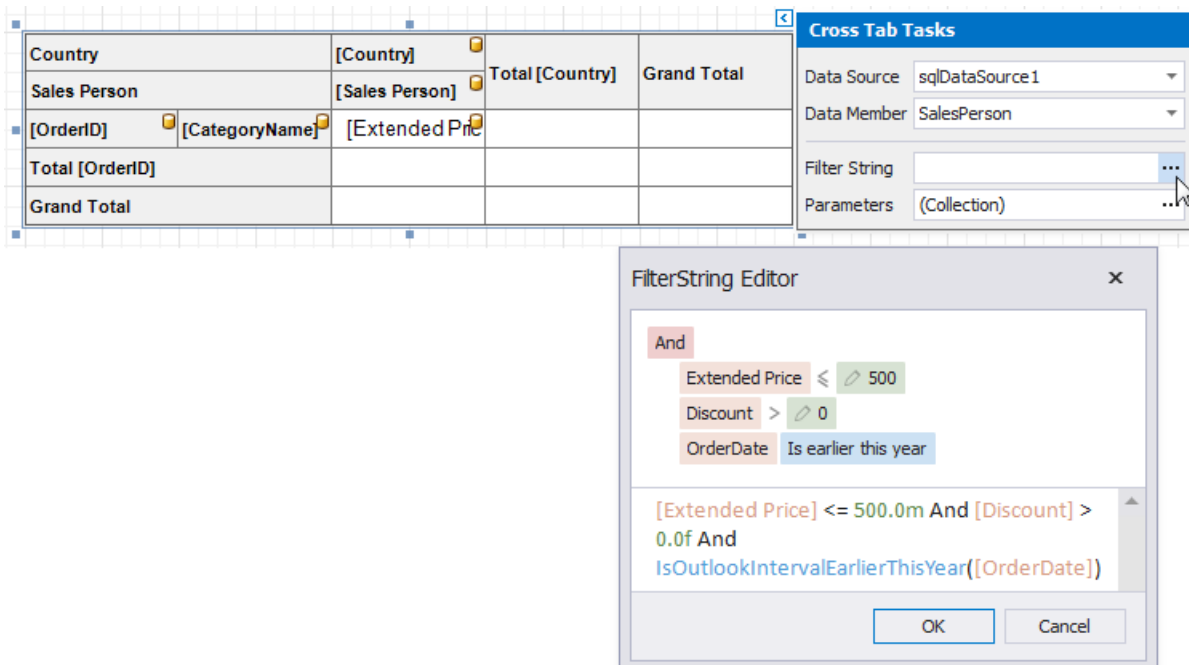 Cross Tab Tasks
Country [Country] Total [Country] Grand Total
Sales Person [Sales Person]
[OrderID] [CategoryName] [Extended Pric
Total [OrderID]
Grand Total
Data Source sqlDataSource1
Data Member SalesPerson
Filter String ...
Parameters (Collection) ...
FilterString Editor
And
Extended Price ⩽ 500
Discount > 0
OrderDate Is earlier this year
[Extended Price] <= 500.0m And [Discount] >
0.0f And
IsOutlookIntervalEarlierThisYear([OrderDate])
OK Cancel